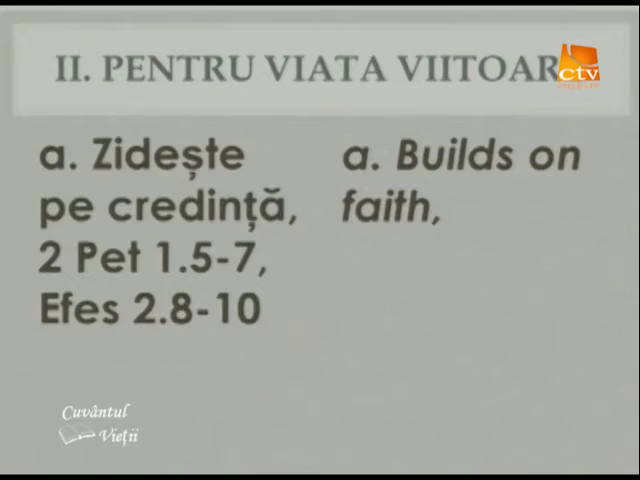 II. PENTRU VIATA VIITOAR
ctv
a. Zidește
pe credință,
2 Pet 1.5-7,
Efes 2.8-10
a. Builds on
faith,
Cuvântul
Vieții